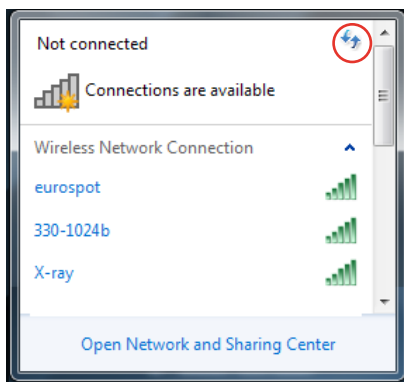 Not connected
Connections are available
Wireless Network Connection
eurospot
330-1024b
X-ray
Open Network and Sharing Center